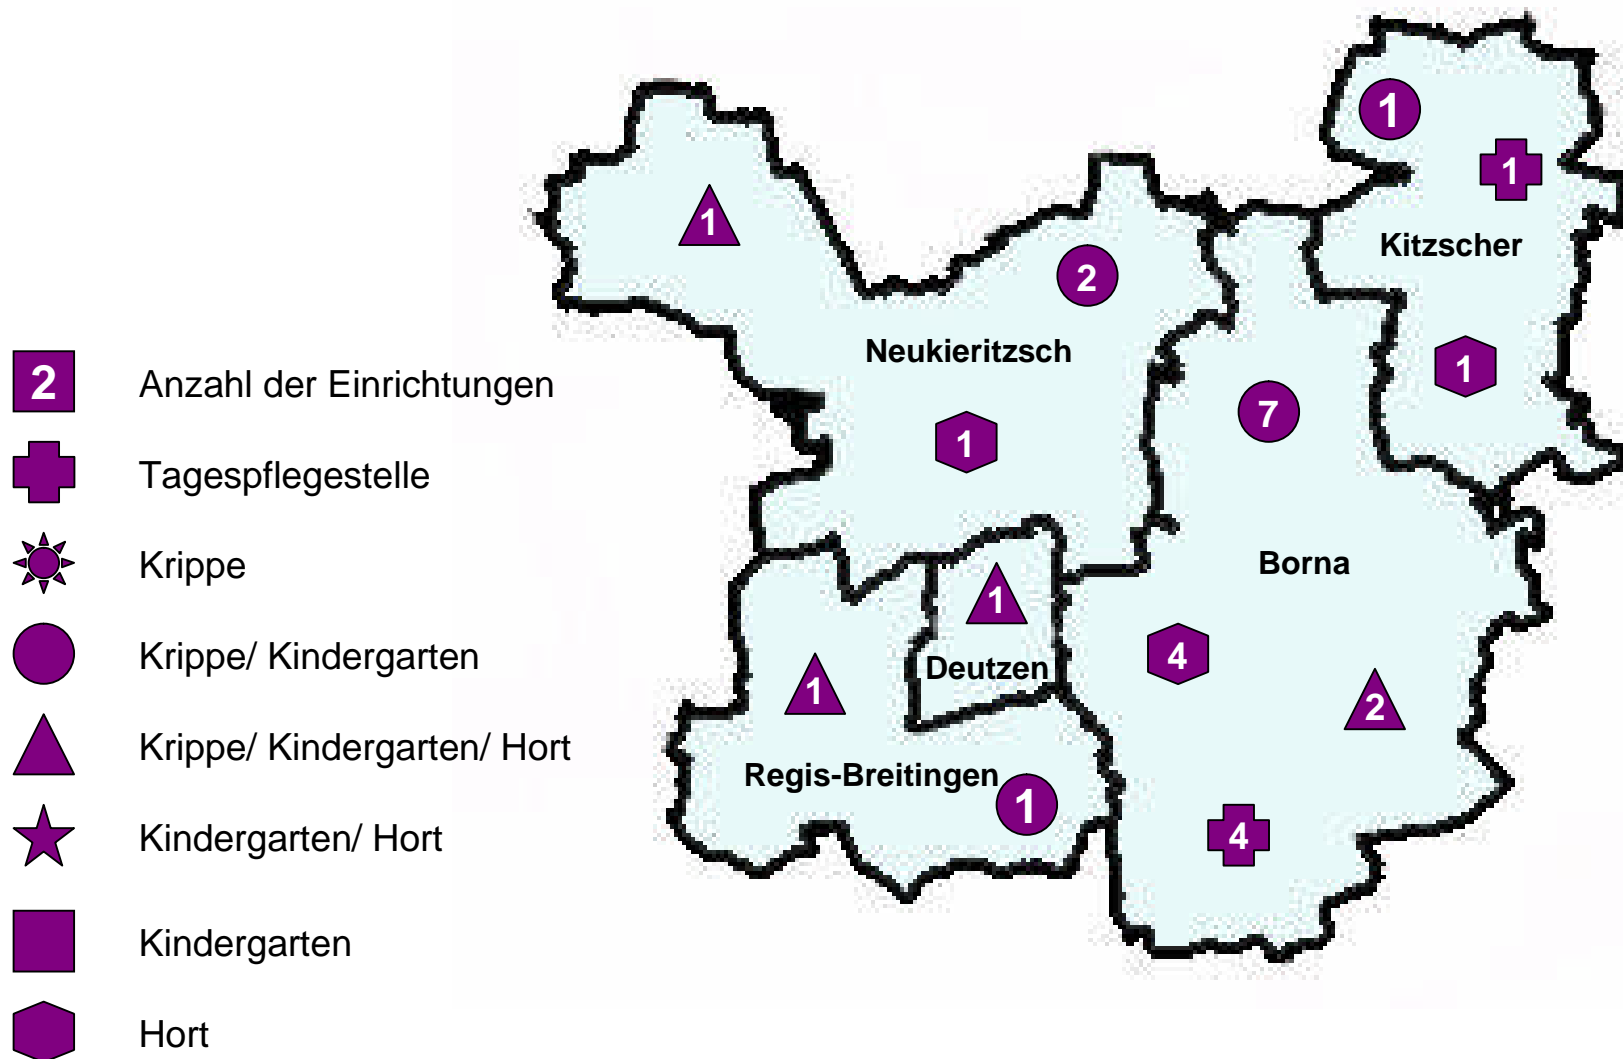 2 Anzahl der Einrichtungen
Tagespflegestelle
Krippe
Krippe/ Kindergarten
Krippe/ Kindergarten/ Hort
Kindergarten/ Hort
Kindergarten
Hort
1
1
Kitzscher
1
1
2
Neukieritzsch
1
7
Borna
4
2
4
1
Deutzen
1
Regis-Breitingen
1